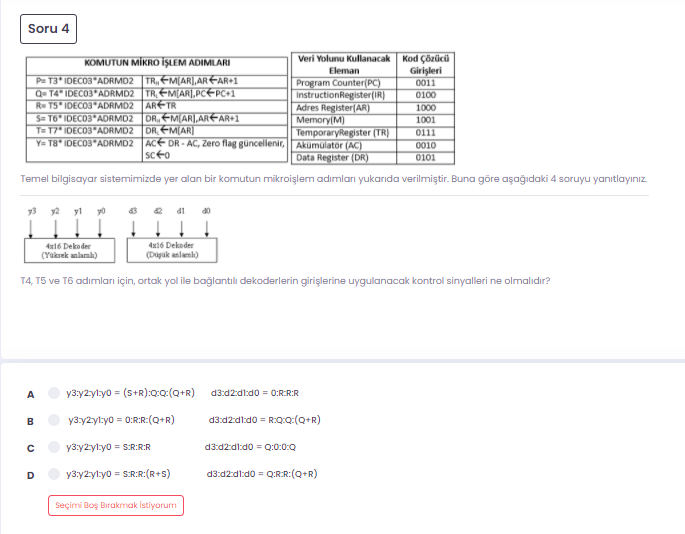 Soru 4
KOMUTUN MİKRO İŞLEM ADIMLARI
P= T3* IDEC03*ADRMD2 TRH←M[AR],AR←AR+1
Q= T4* IDEC03*ADRMD2 TRL←M[AR],PC←PC+1
R= T5* IDEC03*ADRMD2 AR←TR
S= T6* IDEC03*ADRMD2 DRH←M[AR],AR←AR+1
T= T7* IDEC03*ADRMD2 DRL←M[AR]
Y= T8* IDEC03*ADRMD2 AC← DR - AC, Zero flag güncellenir,
SC←0
Veri Yolunu Kullanacak Eleman Kod Çözücü Girişleri
Program Counter(PC) 0011
InstructionRegister(IR) 0100
Adres Register(AR) 1000
Memory(M) 1001
TemporaryRegister (TR) 0111
Akümülatör (AC) 0010
Data Register (DR) 0101
Temel bilgisayar sistemimizde yer alan bir komutun mikroişlem adımları yukarıda verilmiştir. Buna göre aşağıdaki 4 soruyu yanıtlayınız.
y3 y2 y1 y0 d3 d2 d1 d0
4x16 Dekoder
(Yüksek anlamlı)
4x16 Dekoder
(Düşük anlamlı)
T4, T5 ve T6 adımları için, ortak yol ile bağlantılı dekoderlerin girişlerine uygulanacak kontrol sinyalleri ne olmalıdır?
A y3:y2:y1:y0 = (S+R):Q:Q:(Q+R) d3:d2:d1:d0 = 0:R:R:R
B y3:y2:y1:y0 = 0:R:R:(Q+R) d3:d2:d1:d0 = R:Q:Q:(Q+R)
C y3:y2:y1:y0 = S:R:R:R d3:d2:d1:d0 = Q:0:0:Q
D y3:y2:y1:y0 = S:R:R:(R+S) d3:d2:d1:d0 = Q:R:R:(Q+R)
Seçimi Boş Bırakmak İstiyorum